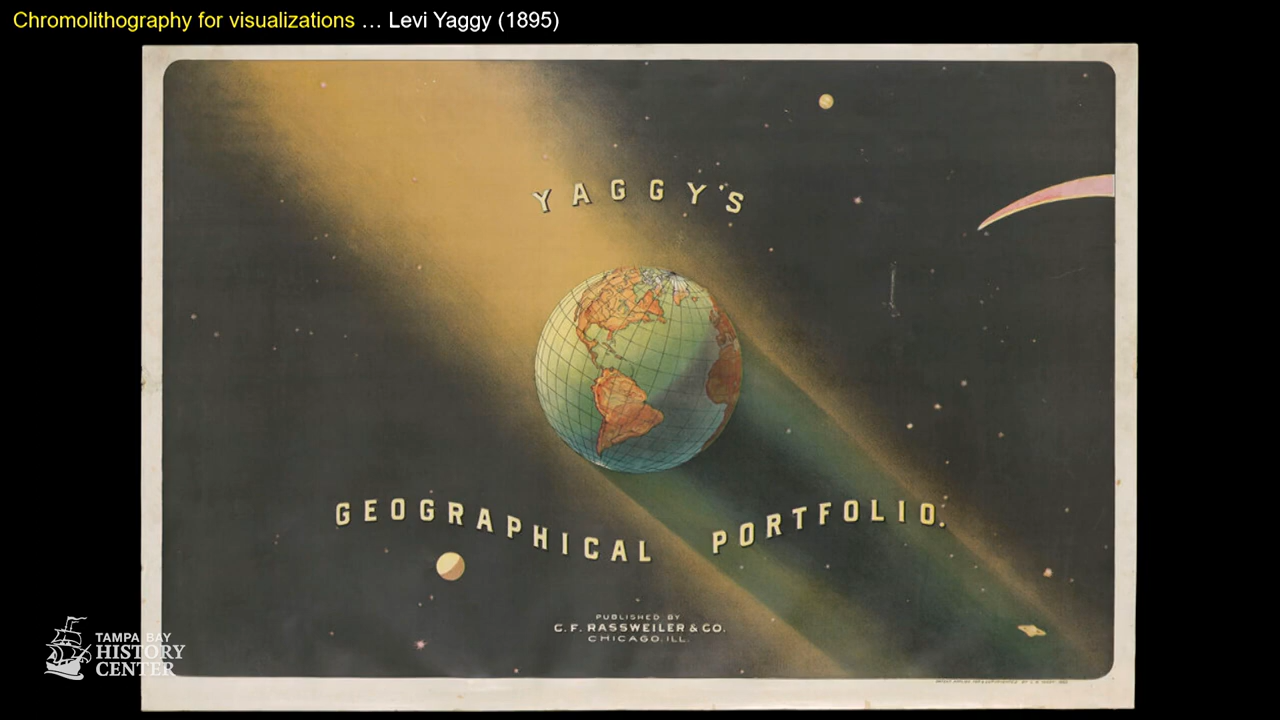 Chromolithography for visualizations … Levi Yaggy (1895)
YAGGY'S
GEOGRAPHICAL PORTFOLIO.
PUBLISHED BY
C. F. RASSWEILER & CO.
CHICAGO, ILL.
TAMPA BAY
HISTORY
CENTER